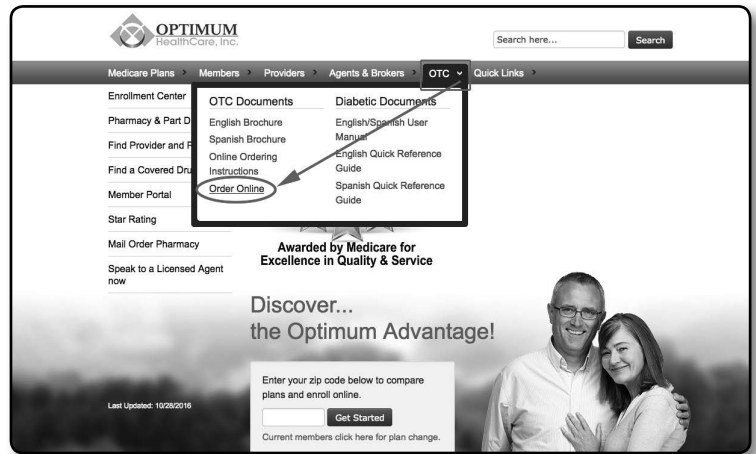 OPTIMUM
HealthCare, Inc.
Search here...
Search
Medicare Plans
Members
Providers
Agents & Brokers
OTC
Quick Links
Enrollment Center
Pharmacy & Part D
Find Provider and
Find a Covered
Member Portal
Star Rating
Mail Order Pharmacy
Speak to a Licensed Agent
now
OTC Documents
English Brochure
Spanish Brochure
Online Ordering
Instructions
Order Online
Diabetic Documents
English/Spanish User
Manual
English Quick Reference
Guide
Spanish Quick Reference
Guide
Awarded by Medicare for
Excellence in Quality & Service
Discover...
the Optimum Advantage!
Enter your zip code below to compare
plans and enroll online.
Get Started
Current members click here for plan change.
Last Updated: 10/28/2016